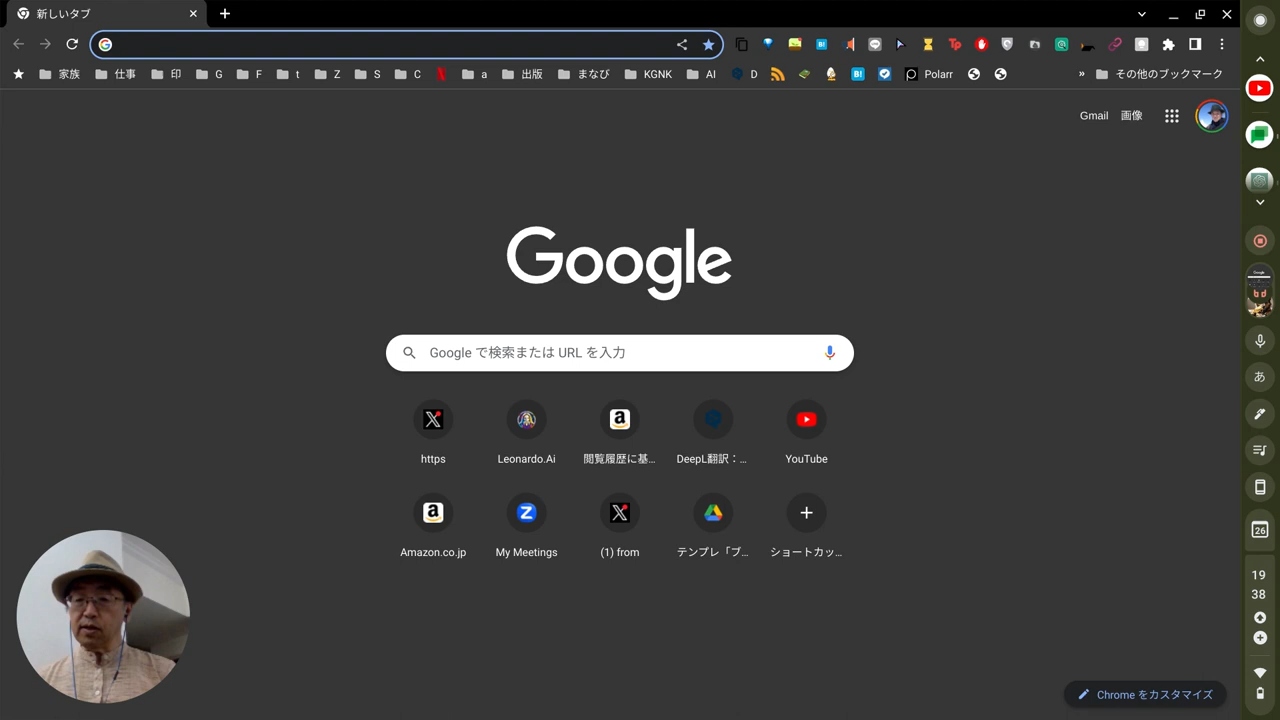 新しいタブ
家族 仕事 印 G F t Z S C a 出版 まなび KGNK AI D B! Polarr » その他のブックマーク
Gmail 画像
Google
Google で検索または URL を入力
https Leonardo.Ai 閲覧履歴に基... DeepL翻訳：... YouTube
Amazon.co.jp My Meetings (1) from テンプレ「ブ... ショートカッ...
Chrome をカスタマイズ
あ
26
19
38